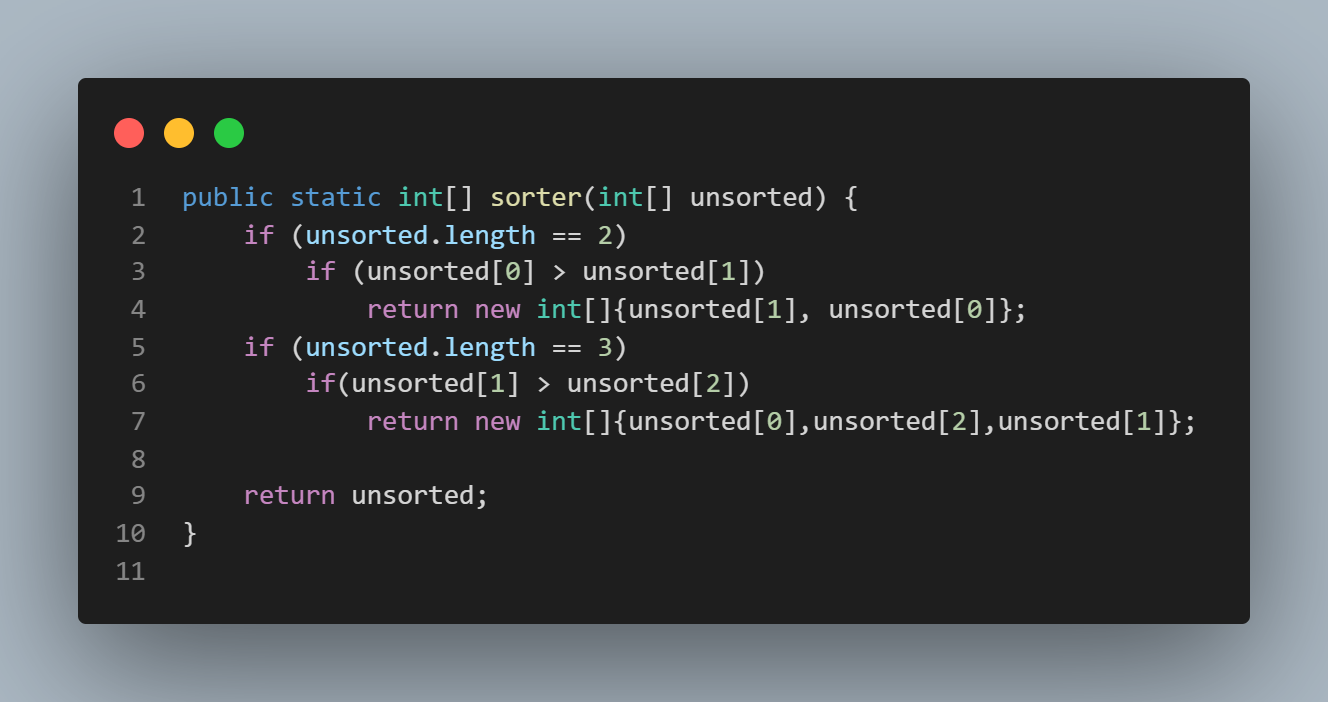 1 public static int[] sorter(int[] unsorted) {
2     if (unsorted.length == 2)
3         if (unsorted[0] > unsorted[1])
4             return new int[]{unsorted[1], unsorted[0]};
5     if (unsorted.length == 3)
6         if(unsorted[1] > unsorted[2])
7             return new int[]{unsorted[0],unsorted[2],unsorted[1]};
8
9     return unsorted;
10 }
11